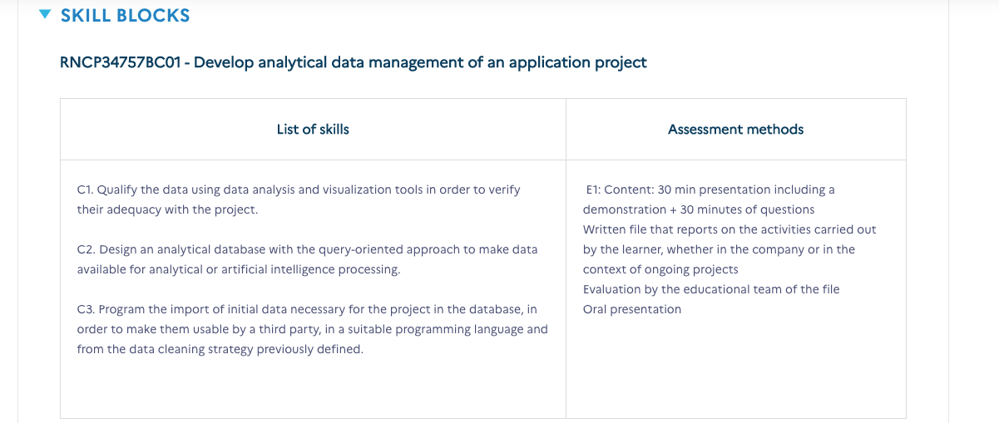 SKILL BLOCKS
RNCP34757BC01 - Develop analytical data management of an application project
List of skills
Assessment methods
C1. Qualify the data using data analysis and visualization tools in order to verify
their adequacy with the project.
C2. Design an analytical database with the query-oriented approach to make data
available for analytical or artificial intelligence processing.
C3. Program the import of initial data necessary for the project in the database, in
order to make them usable by a third party, in a suitable programming language and
from the data cleaning strategy previously defined.
E1: Content: 30 min presentation including a
demonstration + 30 minutes of questions
Written file that reports on the activities carried out
by the learner, whether in the company or in the
context of ongoing projects
Evaluation by the educational team of the file
Oral presentation